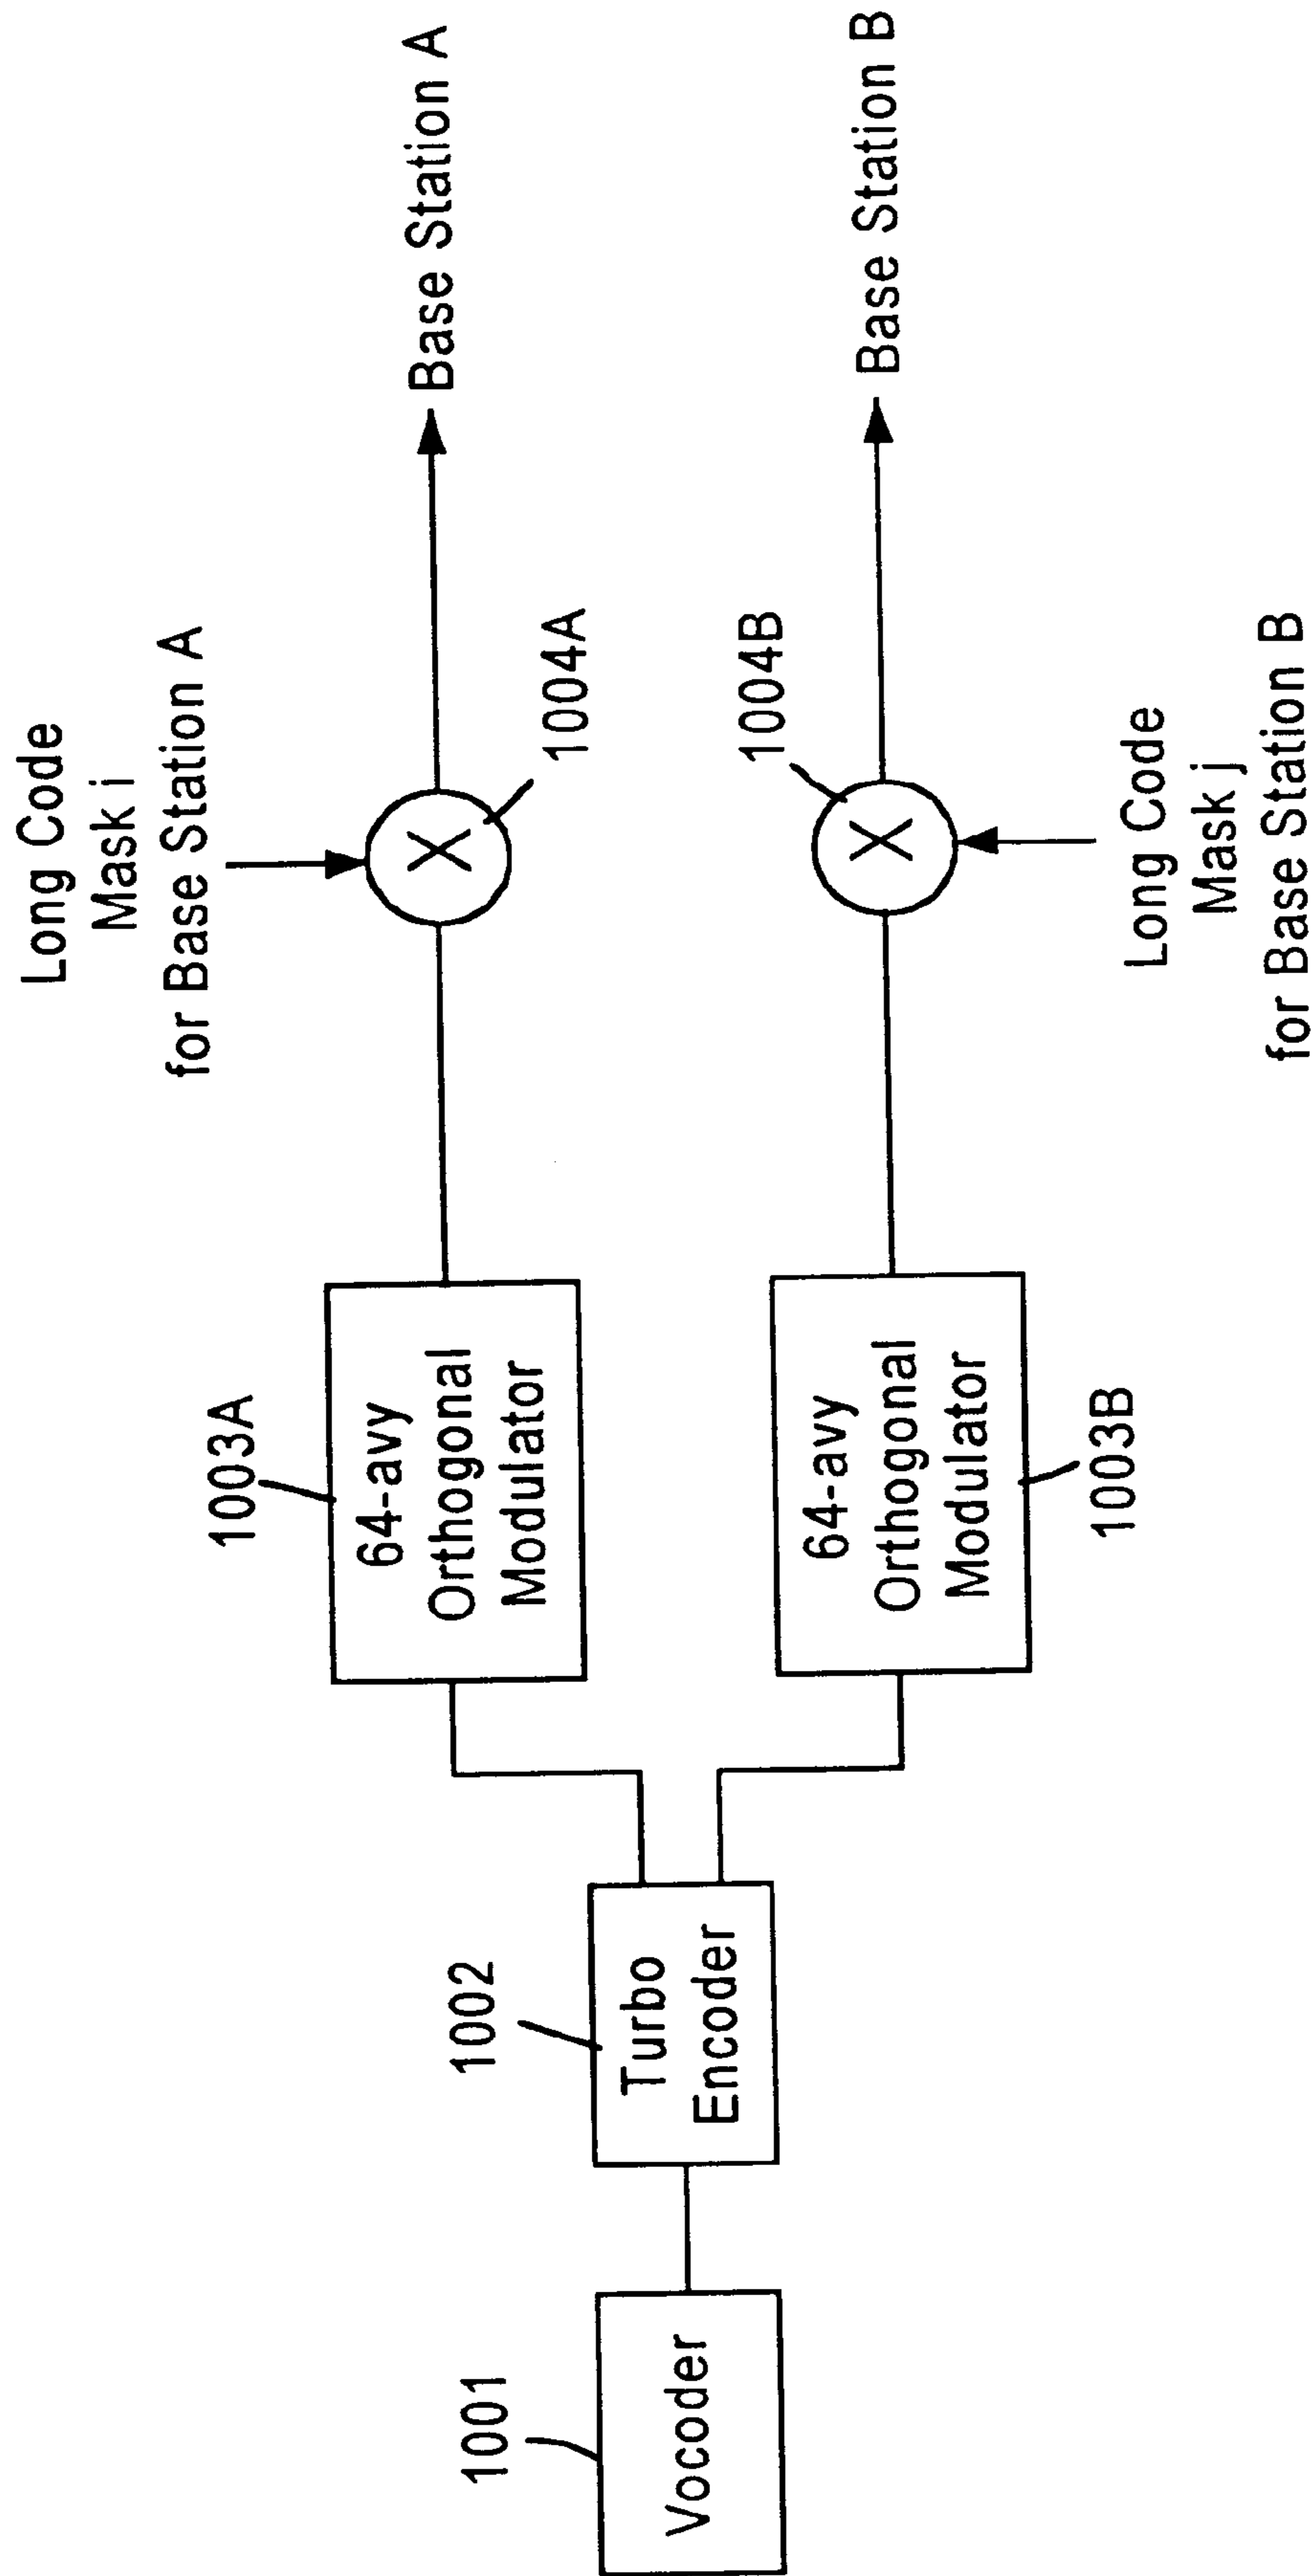 1001
Vocoder
1002
Turbo
Encoder
1003A
64-avy
Orthogonal
Modulator
Long Code
Mask i
for Base Station A
X
1004A
Base Station A
1003B
64-avy
Orthogonal
Modulator
1004B
X
Long Code
Mask j
for Base Station B
Base Station B